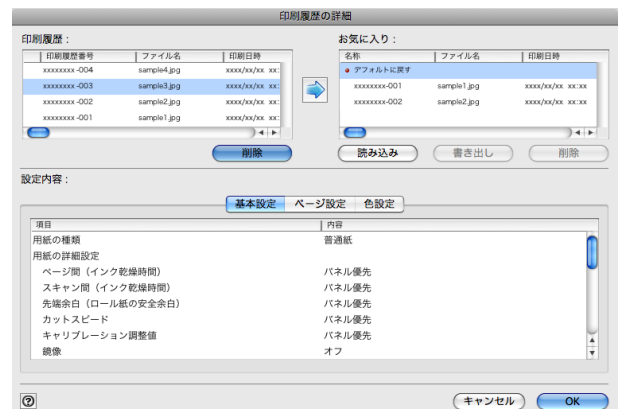 印刷履歴の詳細
印刷履歴：
印刷履歴番号 ファイル名 印刷日時
xxxxxxxx -004 sample4.jpg xxxx/xx/xx xx:
xxxxxxxx -003 sample3.jpg xxxx/xx/xx xx:
xxxxxxxx -002 sample2.jpg xxxx/xx/xx xx:
xxxxxxxx -001 sample1.jpg xxxx/xx/xx xx:
削除
お気に入り：
名称 ファイル名 印刷日時
デフォルトに戻す
xxxxxxxx-001 sample1.jpg xxxx/xx/xx xx:xx
xxxxxxxx-002 sample2.jpg xxxx/xx/xx xx:xx
読み込み 書き出し 削除
設定内容：
基本設定 ページ設定 色設定
項目 内容
用紙の種類 普通紙
用紙の詳細設定
ページ間（インク乾燥時間） パネル優先
スキャン間（インク乾燥時間） パネル優先
先端余白（ロール紙の安全余白） パネル優先
カットスピード パネル優先
キャリブレーション調整値 パネル優先
鏡像 オフ
? キャンセル OK